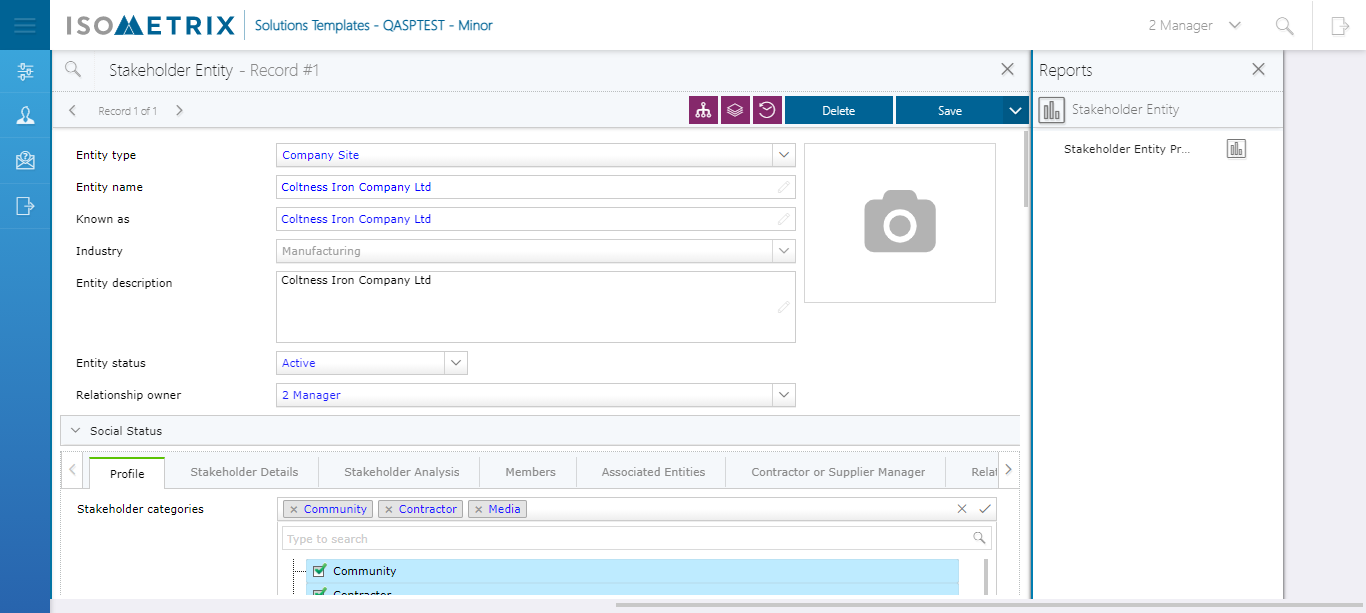 ISOMETRIX Solutions Templates - QASPTEST - Minor 2 Manager
Stakeholder Entity - Record #1
Record 1 of 1 Delete Save
Entity type Company Site
Entity name Coltness Iron Company Ltd
Known as Coltness Iron Company Ltd
Industry Manufacturing
Entity description Coltness Iron Company Ltd
Entity status Active
Relationship owner 2 Manager
Social Status
Profile Stakeholder Details Stakeholder Analysis Members Associated Entities Contractor or Supplier Manager Relat
Stakeholder categories Community Contractor Media
Type to search
Community
Contractor
Reports
Stakeholder Entity
Stakeholder Entity Pr...